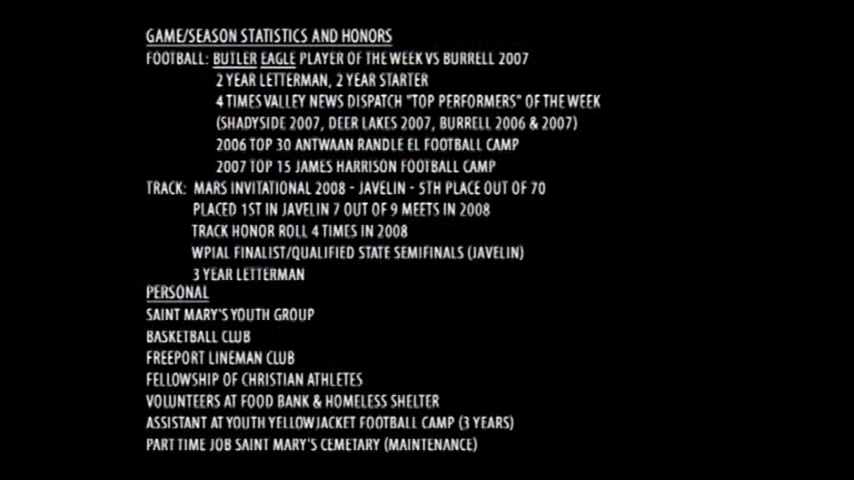 GAME/SEASON STATISTICS AND HONORS
FOOTBALL: BUTLER EAGLE PLAYER OF THE WEEK VS BURRELL 2007
2 YEAR LETTERMAN, 2 YEAR STARTER
4 TIMES VALLEY NEWS DISPATCH "TOP PERFORMERS" OF THE WEEK
(SHADYSIDE 2007, DEER LAKES 2007, BURRELL 2006 & 2007)
2006 TOP 30 ANTWAAN RANDLE EL FOOTBALL CAMP
2007 TOP 15 JAMES HARRISON FOOTBALL CAMP
TRACK: MARS INVITATIONAL 2008 - JAVELIN - 5TH PLACE OUT OF 70
PLACED 1ST IN JAVELIN 7 OUT OF 9 MEETS IN 2008
TRACK HONOR ROLL 4 TIMES IN 2008
WPIAL FINALIST/QUALIFIED STATE SEMIFINALS (JAVELIN)
3 YEAR LETTERMAN
PERSONAL
SAINT MARY'S YOUTH GROUP
BASKETBALL CLUB
FREEPORT LINEMAN CLUB
FELLOWSHIP OF CHRISTIAN ATHLETES
VOLUNTEERS AT FOOD BANK & HOMELESS SHELTER
ASSISTANT AT YOUTH YELLOWJACKET FOOTBALL CAMP (3 YEARS)
PART TIME JOB SAINT MARY'S CEMETARY (MAINTENANCE)